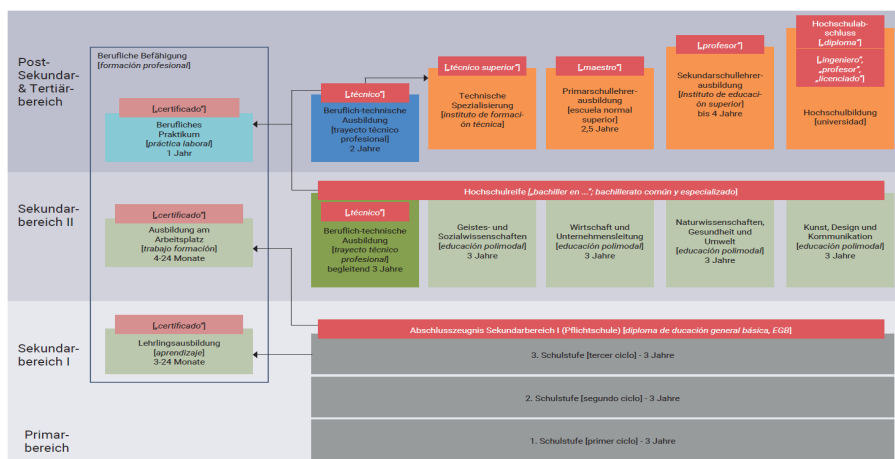 Post-
Sekundar-
& Tertiär-
bereich
Berufliche Befähigung
[formación profesional]
[„certificado"]
Berufliches
Praktikum
[práctica laboral]
1 Jahr
[„técnico"]
Beruflich-technische
Ausbildung
[trayecto técnico
profesional]
2 Jahre
[„técnico superior"]
Technische
Spezialisierung
[instituto de formac-
ión técnica]
[„maestro"]
Primarschullehrer-
ausbildung
[escuela normal
superior]
2,5 Jahre
[„profesor"]
Sekundarschullehrer-
ausbildung
[instituto de educaci-
ón superior]
bis 4 Jahre
Hochschulab-
schluss
[„diploma"]
[„ingeniero",
„profesor",
„licenciado"]
Hochschulbildung
[universidad]
Sekundar-
bereich II
[„certificado"]
Ausbildung am
Arbeitsplatz
[trabajo formación]
4-24 Monate
Hochschulreife [„bachiller en ..."; bachillerato común y especializado]
[„técnico"]
Beruflich-technische
Ausbildung
[trayecto técnico
profesional]
begleitend 3 Jahre
Geistes- und
Sozialwissenschaften
[educación polimodal]
3 Jahre
Wirtschaft und
Unternehmensleitung
[educación polimodal]
3 Jahre
Naturwissenschaften,
Gesundheit und
Umwelt
[educación polimodal]
3 Jahre
Kunst, Design und
Kommunikation
[educación polimodal]
3 Jahre
Sekundar-
bereich I
[„certificado"]
Lehrlingsausbildung
[aprendizaje]
3-24 Monate
Abschlusszeugnis Sekundarbereich I (Pflichtschule) [diploma de ducación general básica, EGB]
3. Schulstufe [tercer ciclo] - 3 Jahre
2. Schulstufe [segundo ciclo] - 3 Jahre
Primar-
bereich
1. Schulstufe [primer ciclo] - 3 Jahre